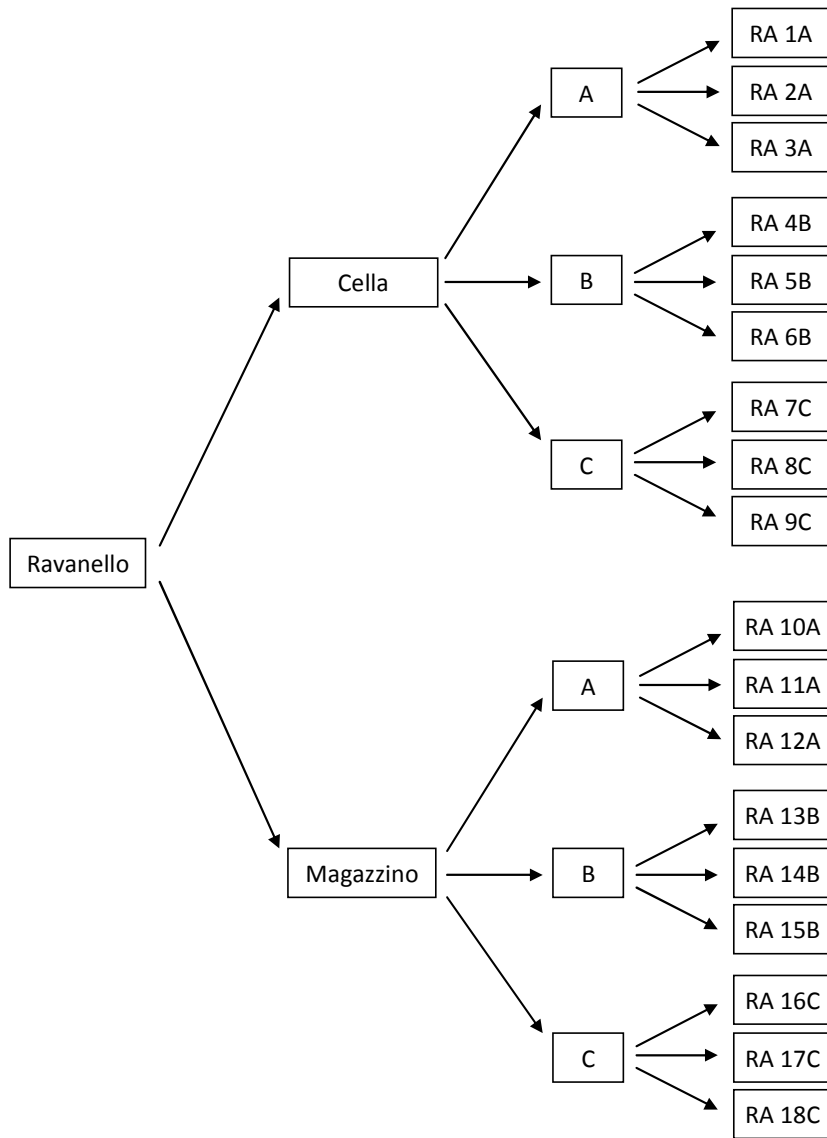 RA 1A
A
RA 2A
RA 3A
RA 4B
Cella
B
RA 5B
RA 6B
RA 7C
C
RA 8C
RA 9C
Ravanello
RA 10A
A
RA 11A
RA 12A
RA 13B
Magazzino
B
RA 14B
RA 15B
RA 16C
C
RA 17C
RA 18C